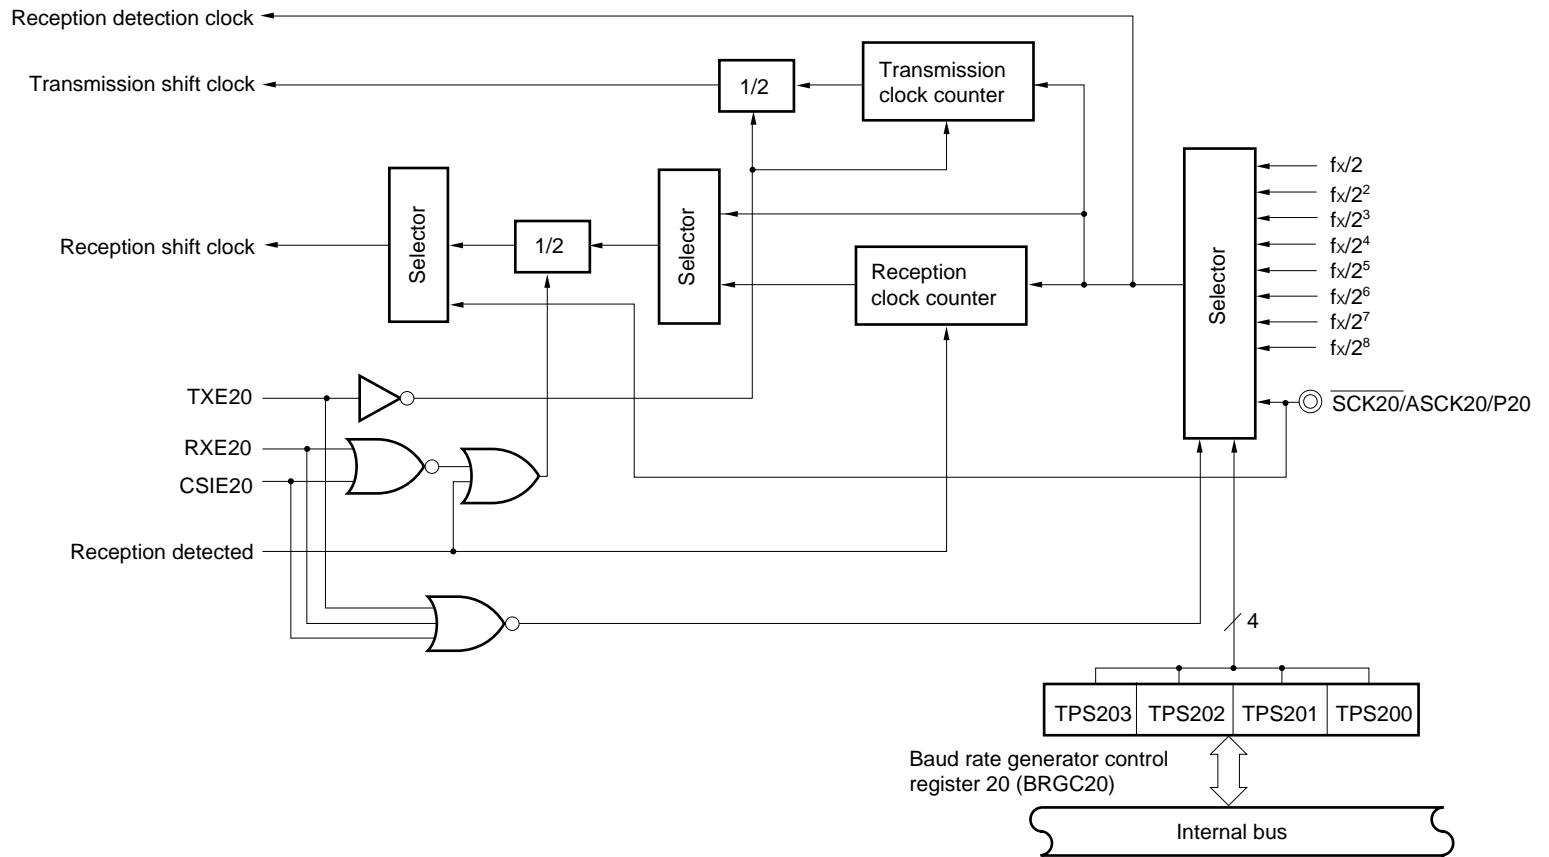 Reception detection clock
Transmission shift clock
1/2
Transmission
clock counter
Reception shift clock
Selector
1/2
Selector
Reception
clock counter
Selector
fx/2
fx/2²
fx/2³
fx/2⁴
fx/2⁵
fx/2⁶
fx/2⁷
fx/2⁸
SCK20/ASCK20/P20
TXE20
RXE20
CSIE20
Reception detected
4
TPS203 TPS202 TPS201 TPS200
Baud rate generator control
register 20 (BRGC20)
Internal bus